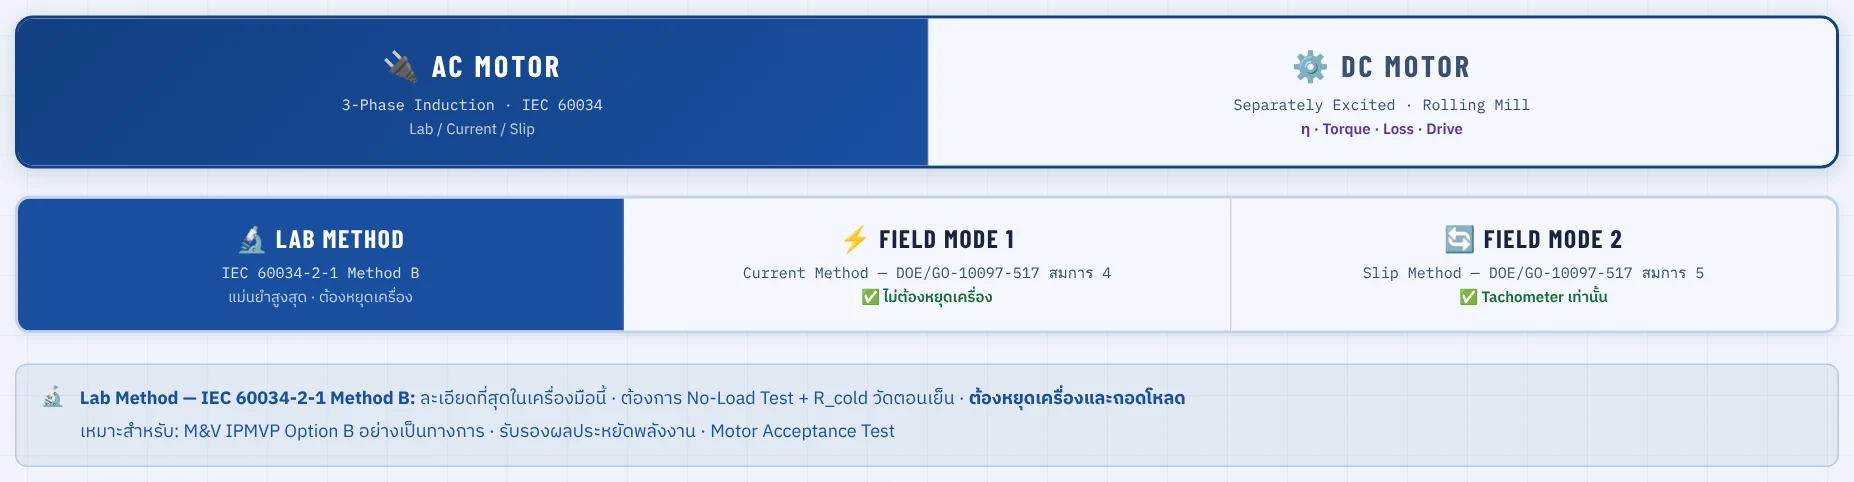 🔌 AC MOTOR
3-Phase Induction · IEC 60034
Lab / Current / Slip
⚙️ DC MOTOR
Separately Excited · Rolling Mill
η · Torque · Loss · Drive
🔬 LAB METHOD
IEC 60034-2-1 Method B
แม่นยำสูงสุด · ต้องหยุดเครื่อง
⚡ FIELD MODE 1
Current Method — DOE/GO-10097-517 สมการ 4
✅ ไม่ต้องหยุดเครื่อง
🔄 FIELD MODE 2
Slip Method — DOE/GO-10097-517 สมการ 5
✅ Tachometer เท่านั้น
🔬 Lab Method — IEC 60034-2-1 Method B: ละเอียดที่สุดในเครื่องมือนี้ · ต้องการ No-Load Test + R_cold วัดตอนเย็น · ต้องหยุดเครื่องและถอดโหลด
เหมาะสำหรับ: M&V IPMVP Option B อย่างเป็นทางการ · รับรองผลประหยัดพลังงาน · Motor Acceptance Test